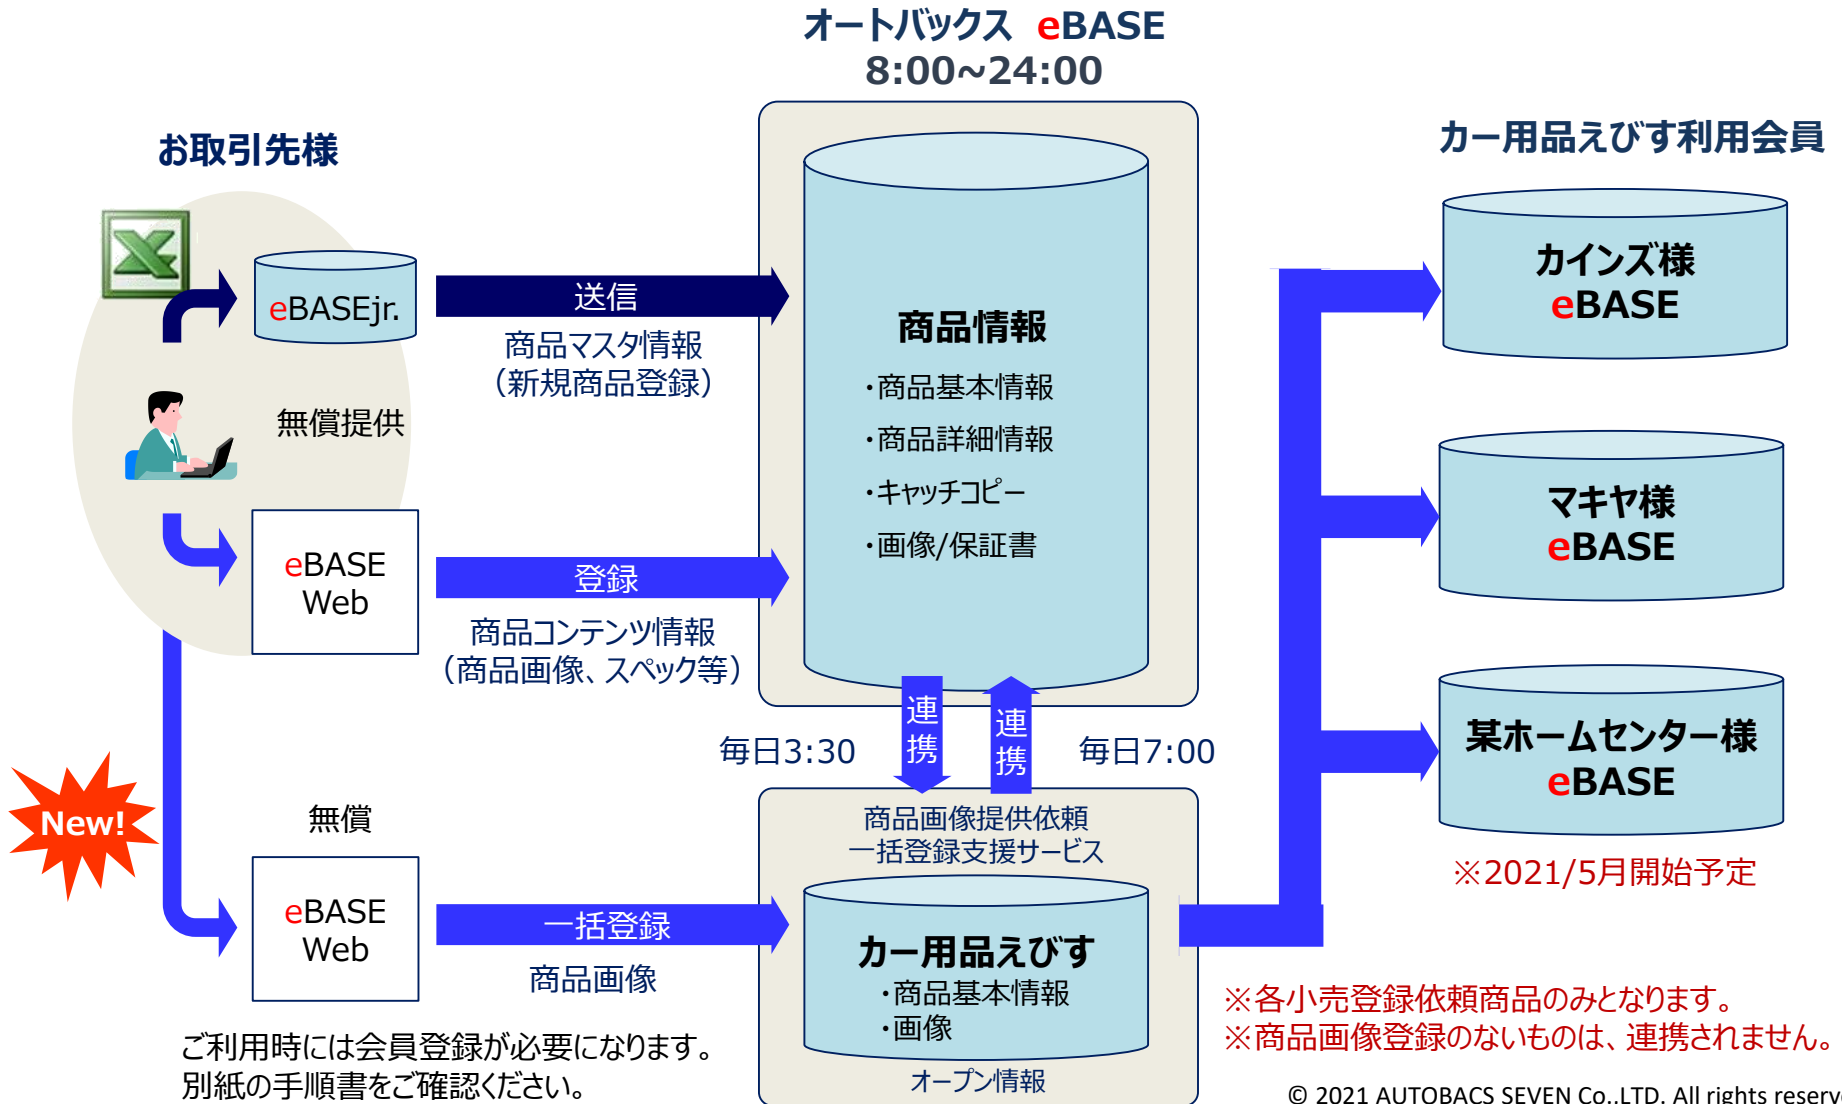 オートバックス eBASE
8:00~24:00
お取引先様
カー用品えびす利用会員
eBASEjr.
送信
商品マスタ情報
（新規商品登録）
無償提供
eBASE
Web
登録
商品コンテンツ情報
（商品画像、スペック等）
商品情報
・商品基本情報
・商品詳細情報
・キャッチコピー
・画像/保証書
カインズ様
eBASE
マキヤ様
eBASE
某ホームセンター様
eBASE
※2021/5月開始予定
毎日3:30
連携
連携
毎日7:00
New!
無償
eBASE
Web
一括登録
商品画像
商品画像提供依頼
一括登録支援サービス
カー用品えびす
・商品基本情報
・画像
オープン情報
※各小売登録依頼商品のみとなります。
※商品画像登録のないものは、連携されません。
ご利用時には会員登録が必要になります。
別紙の手順書をご確認ください。
© 2021 AUTOBACS SEVEN Co.,LTD. All rights reserve